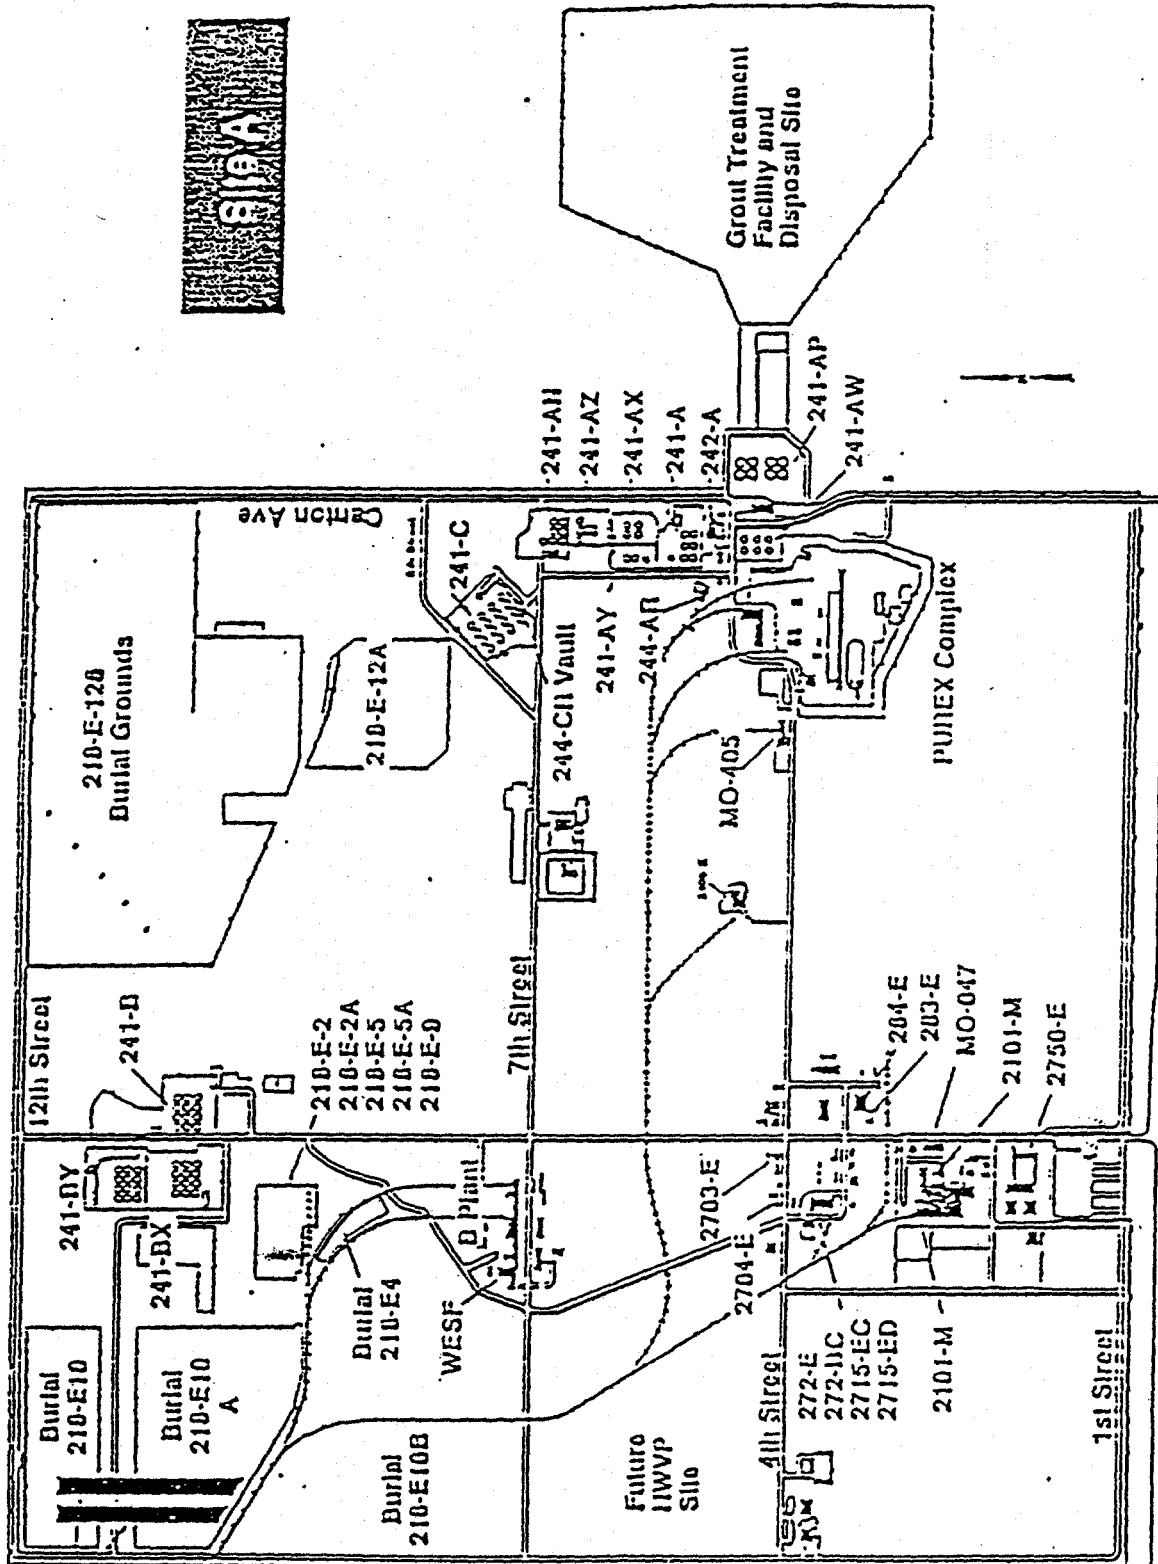 Site A
12th Street
Canton Ave
210-E-12B
Burial Grounds
210-E-12A
241-C
241-B
241-BY
241-BX
Burial
210-E10
Burial
210-E10
A
Burial
210-E10B
Burial
210-E4
210-E-2
210-E-2A
210-E-5
210-E-5A
210-E-9
7th Street
B Plant
WESF
244-CR Vault
241-AY
244-AR
241-AN
241-AZ
241-AX
241-A
242-A
241-AP
241-AW
Grout Treatment
Facility and
Disposal Site
MO-405
PUREX Complex
Future
HWVP
Site
4th Street
2703-E
2704-E
272-E
272-BC
2715-EC
2715-ED
2101-M
284-E
283-E
MO-047
2101-M
2750-E
1st Street